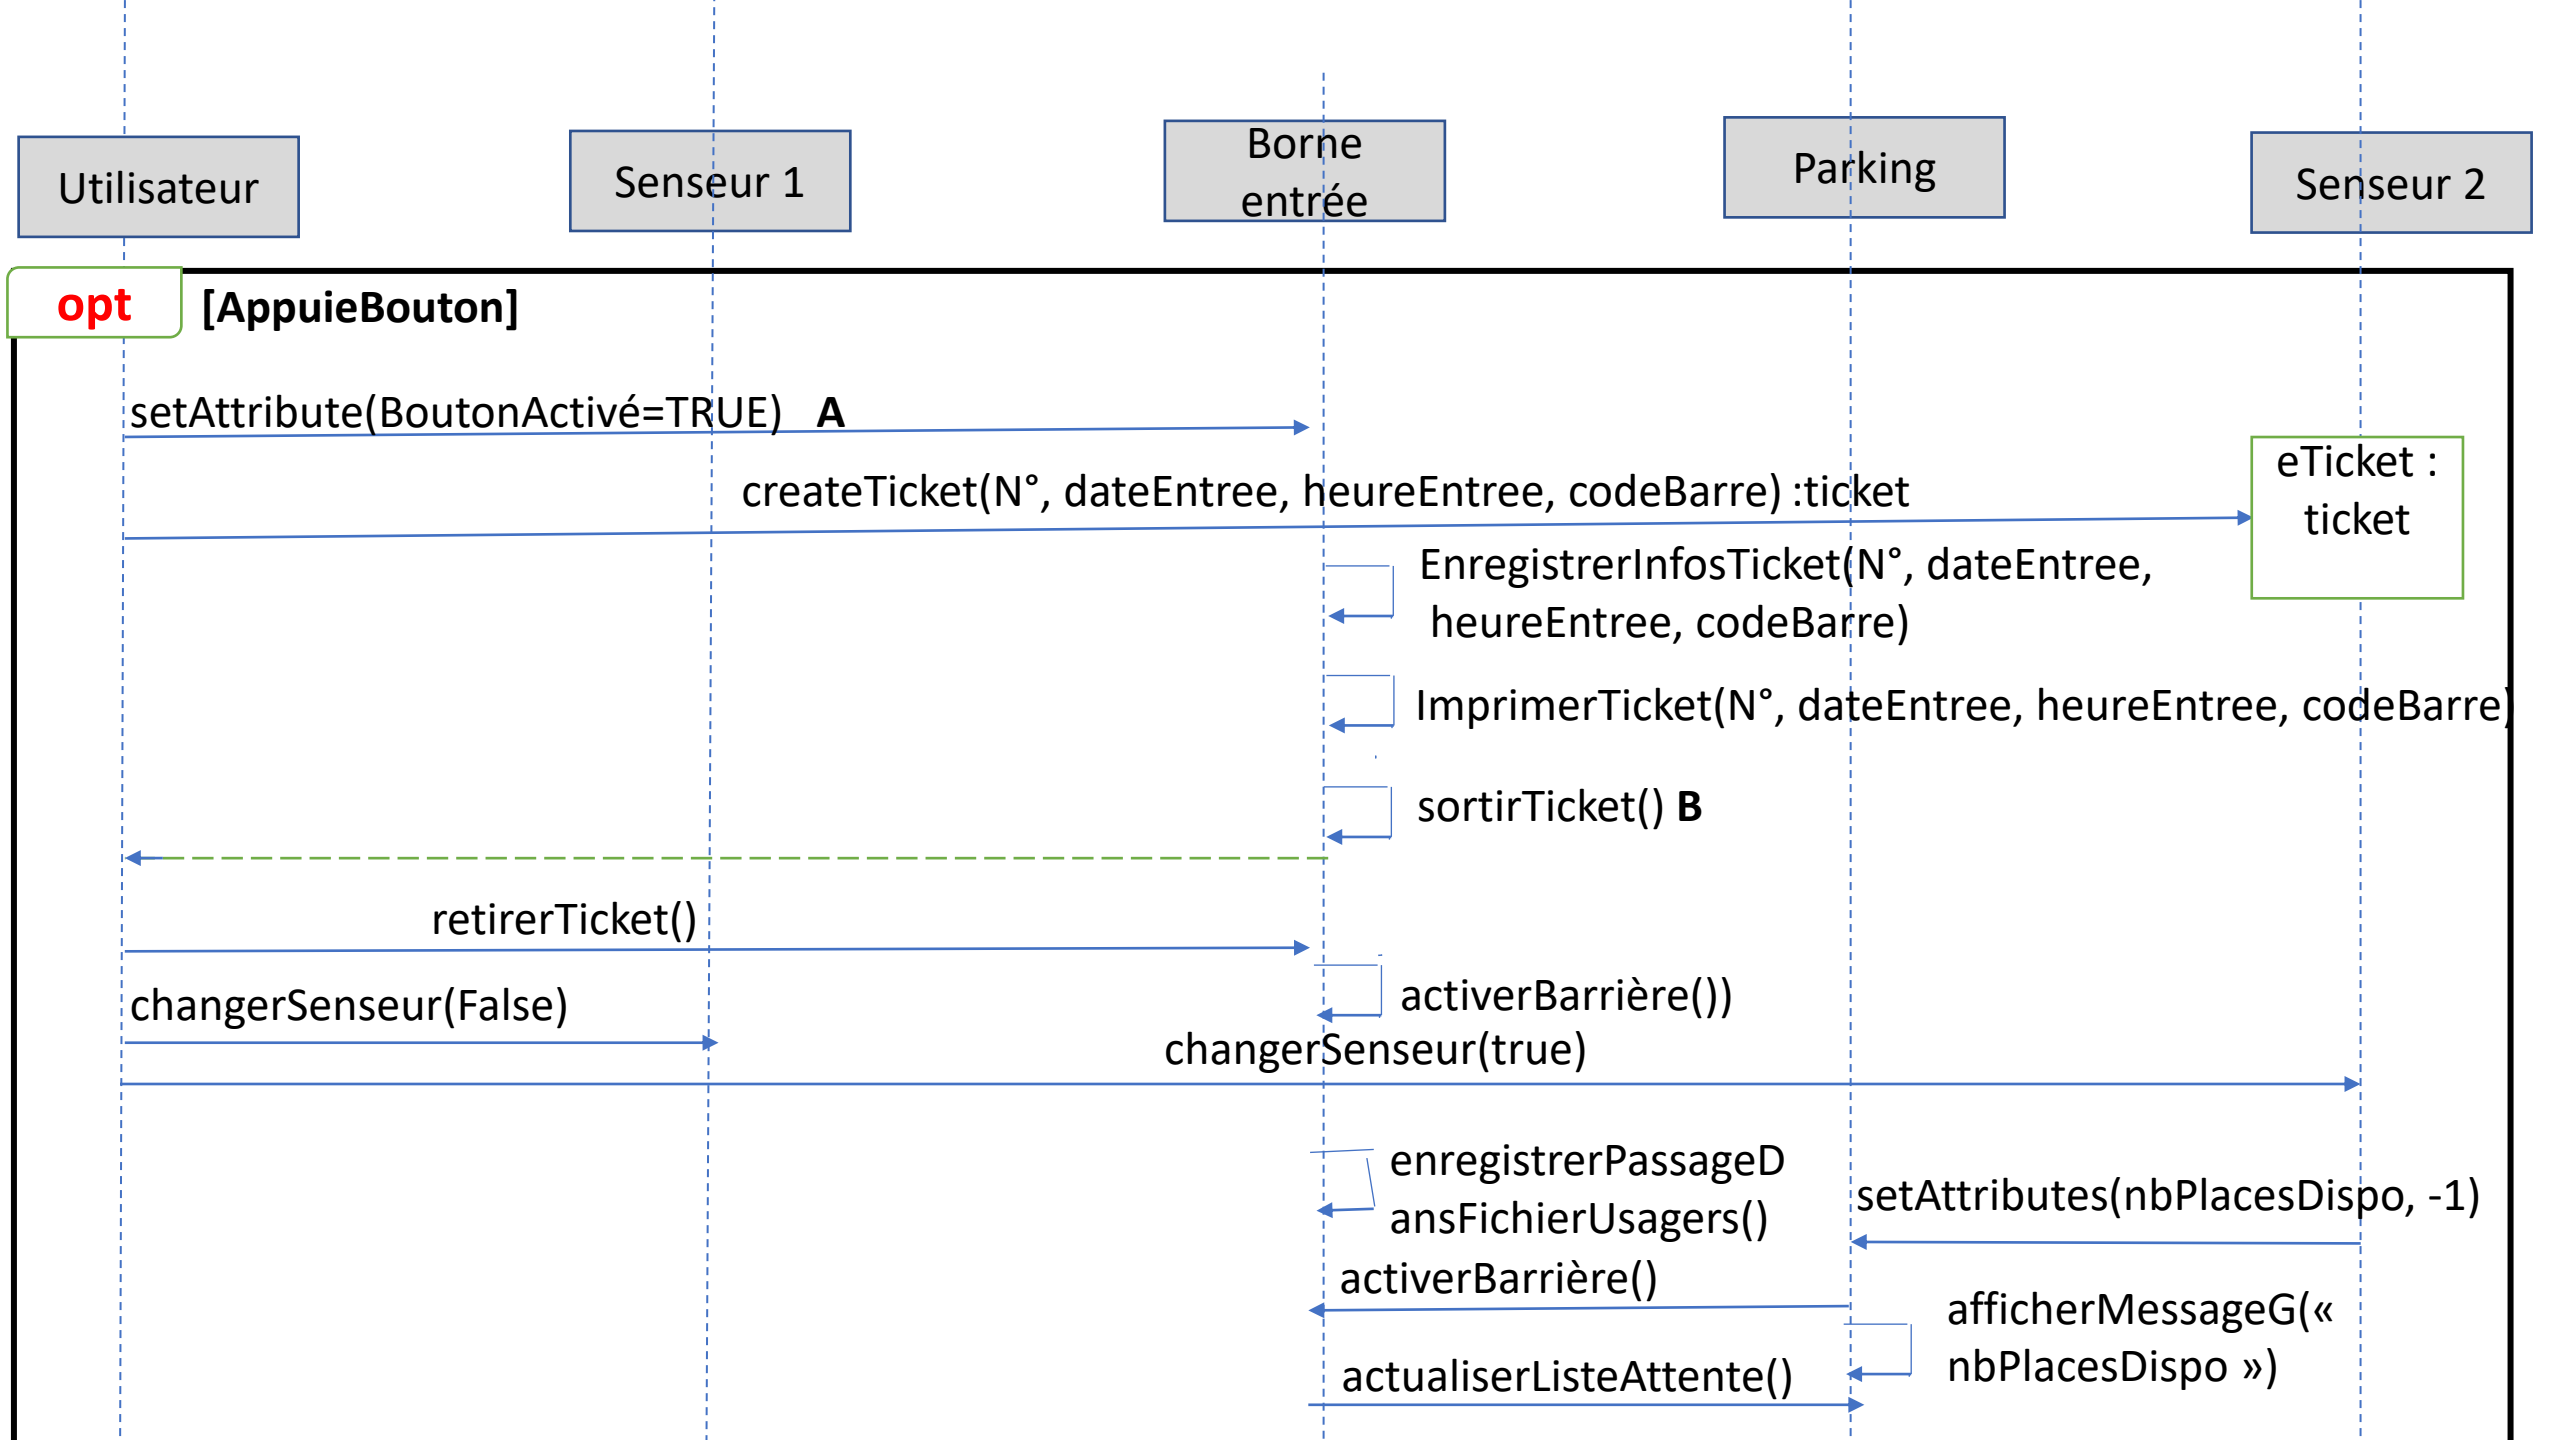 Utilisateur
Senseur 1
Borne
entrée
Parking
Senseur 2
opt
[AppuieBouton]
setAttribute(BoutonActivé=TRUE) A
createTicket(N°, dateEntree, heureEntree, codeBarre) :ticket
eTicket :
ticket
EnregistrerInfosTicket(N°, dateEntree,
heureEntree, codeBarre)
ImprimerTicket(N°, dateEntree, heureEntree, codeBarre)
sortirTicket() B
retirerTicket()
activerBarrière())
changerSenseur(False)
changerSenseur(true)
enregistrerPassageD
ansFichierUsagers()
setAttributes(nbPlacesDispo, -1)
activerBarrière()
afficherMessageG(«
nbPlacesDispo »)
actualiserListeAttente()